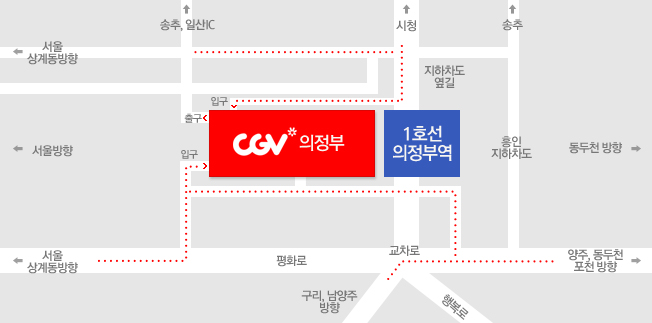 송추, 일산IC
시청
송추
서울
상계동방향
지하차도
옆길
입구
출구
CGV 의정부
1호선
의정부역
서울방향
입구
흥인
지하차도
동두천 방향
교차로
서울
상계동방향
평화로
양주, 동두천
포천 방향
구리, 남양주
방향
행복로